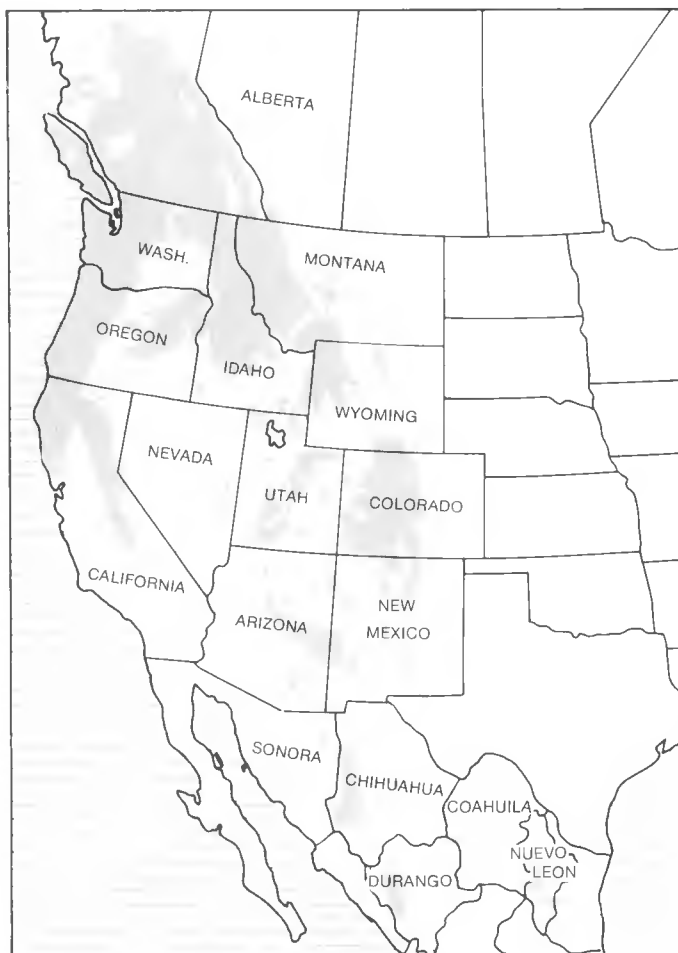 ALBERTA
WASH.
MONTANA
OREGON
IDAHO
WYOMING
NEVADA
UTAH
COLORADO
CALIFORNIA
ARIZONA
NEW
MEXICO
SONORA
CHIHUAHUA
COAHUILA
NUEVO
LEON
DURANGO